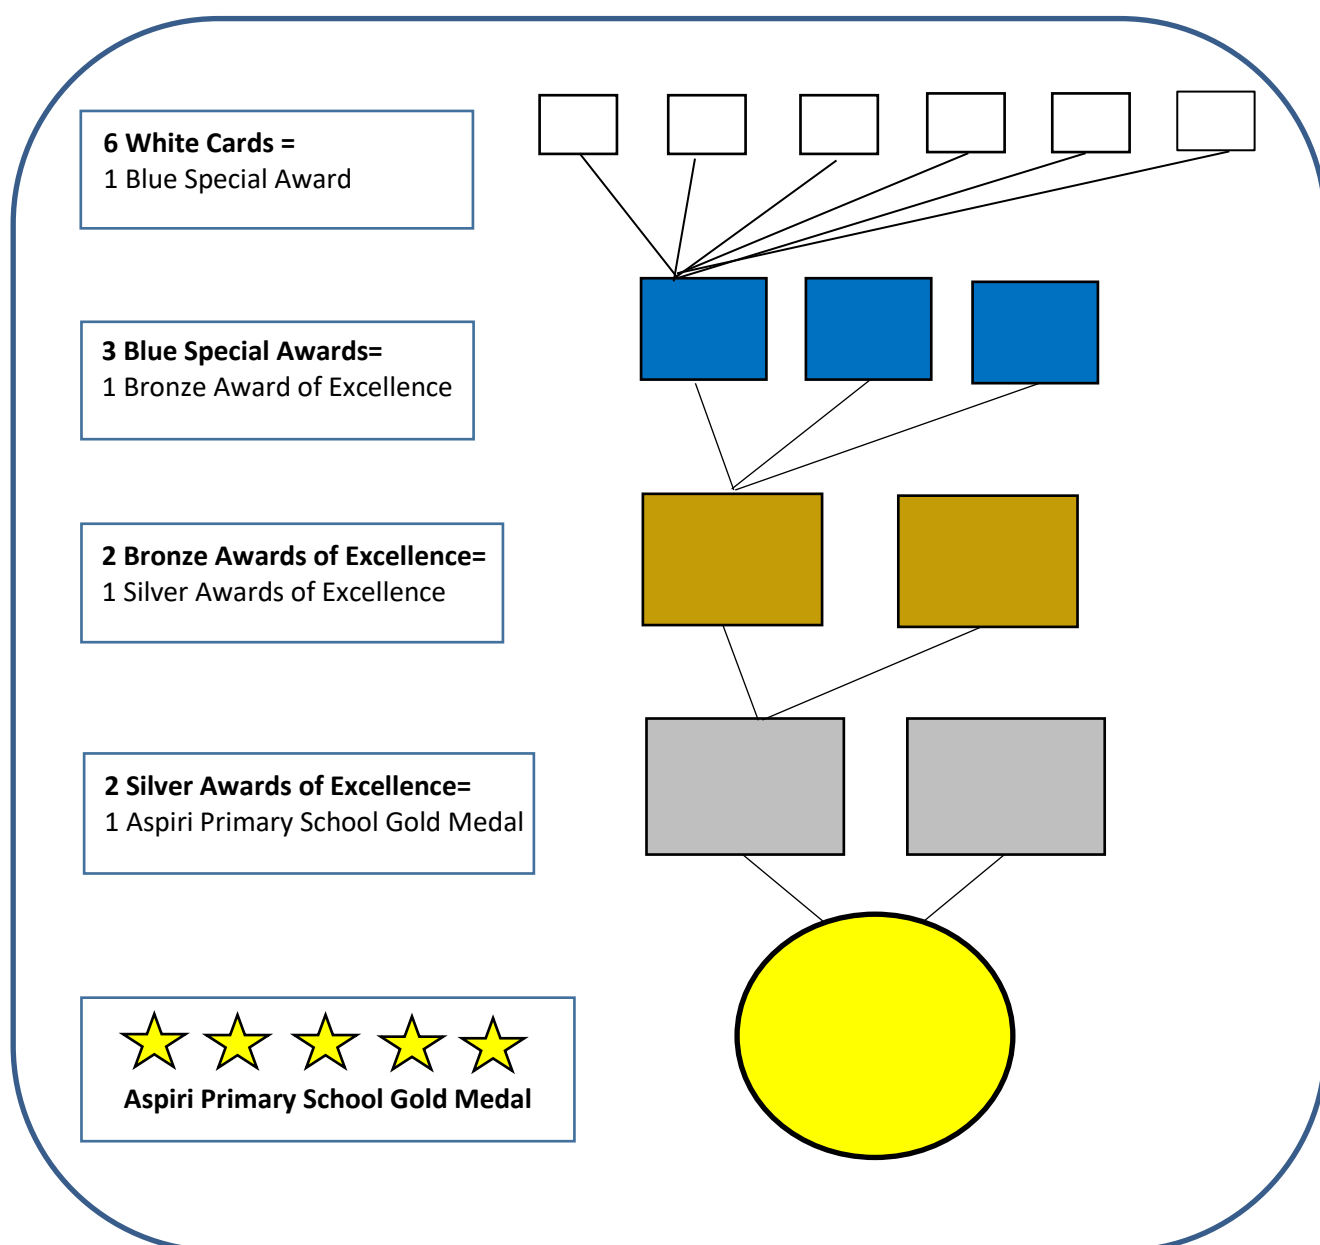 6 White Cards =
1 Blue Special Award
3 Blue Special Awards=
1 Bronze Award of Excellence
2 Bronze Awards of Excellence=
1 Silver Awards of Excellence
2 Silver Awards of Excellence=
1 Aspiri Primary School Gold Medal
Aspiri Primary School Gold Medal